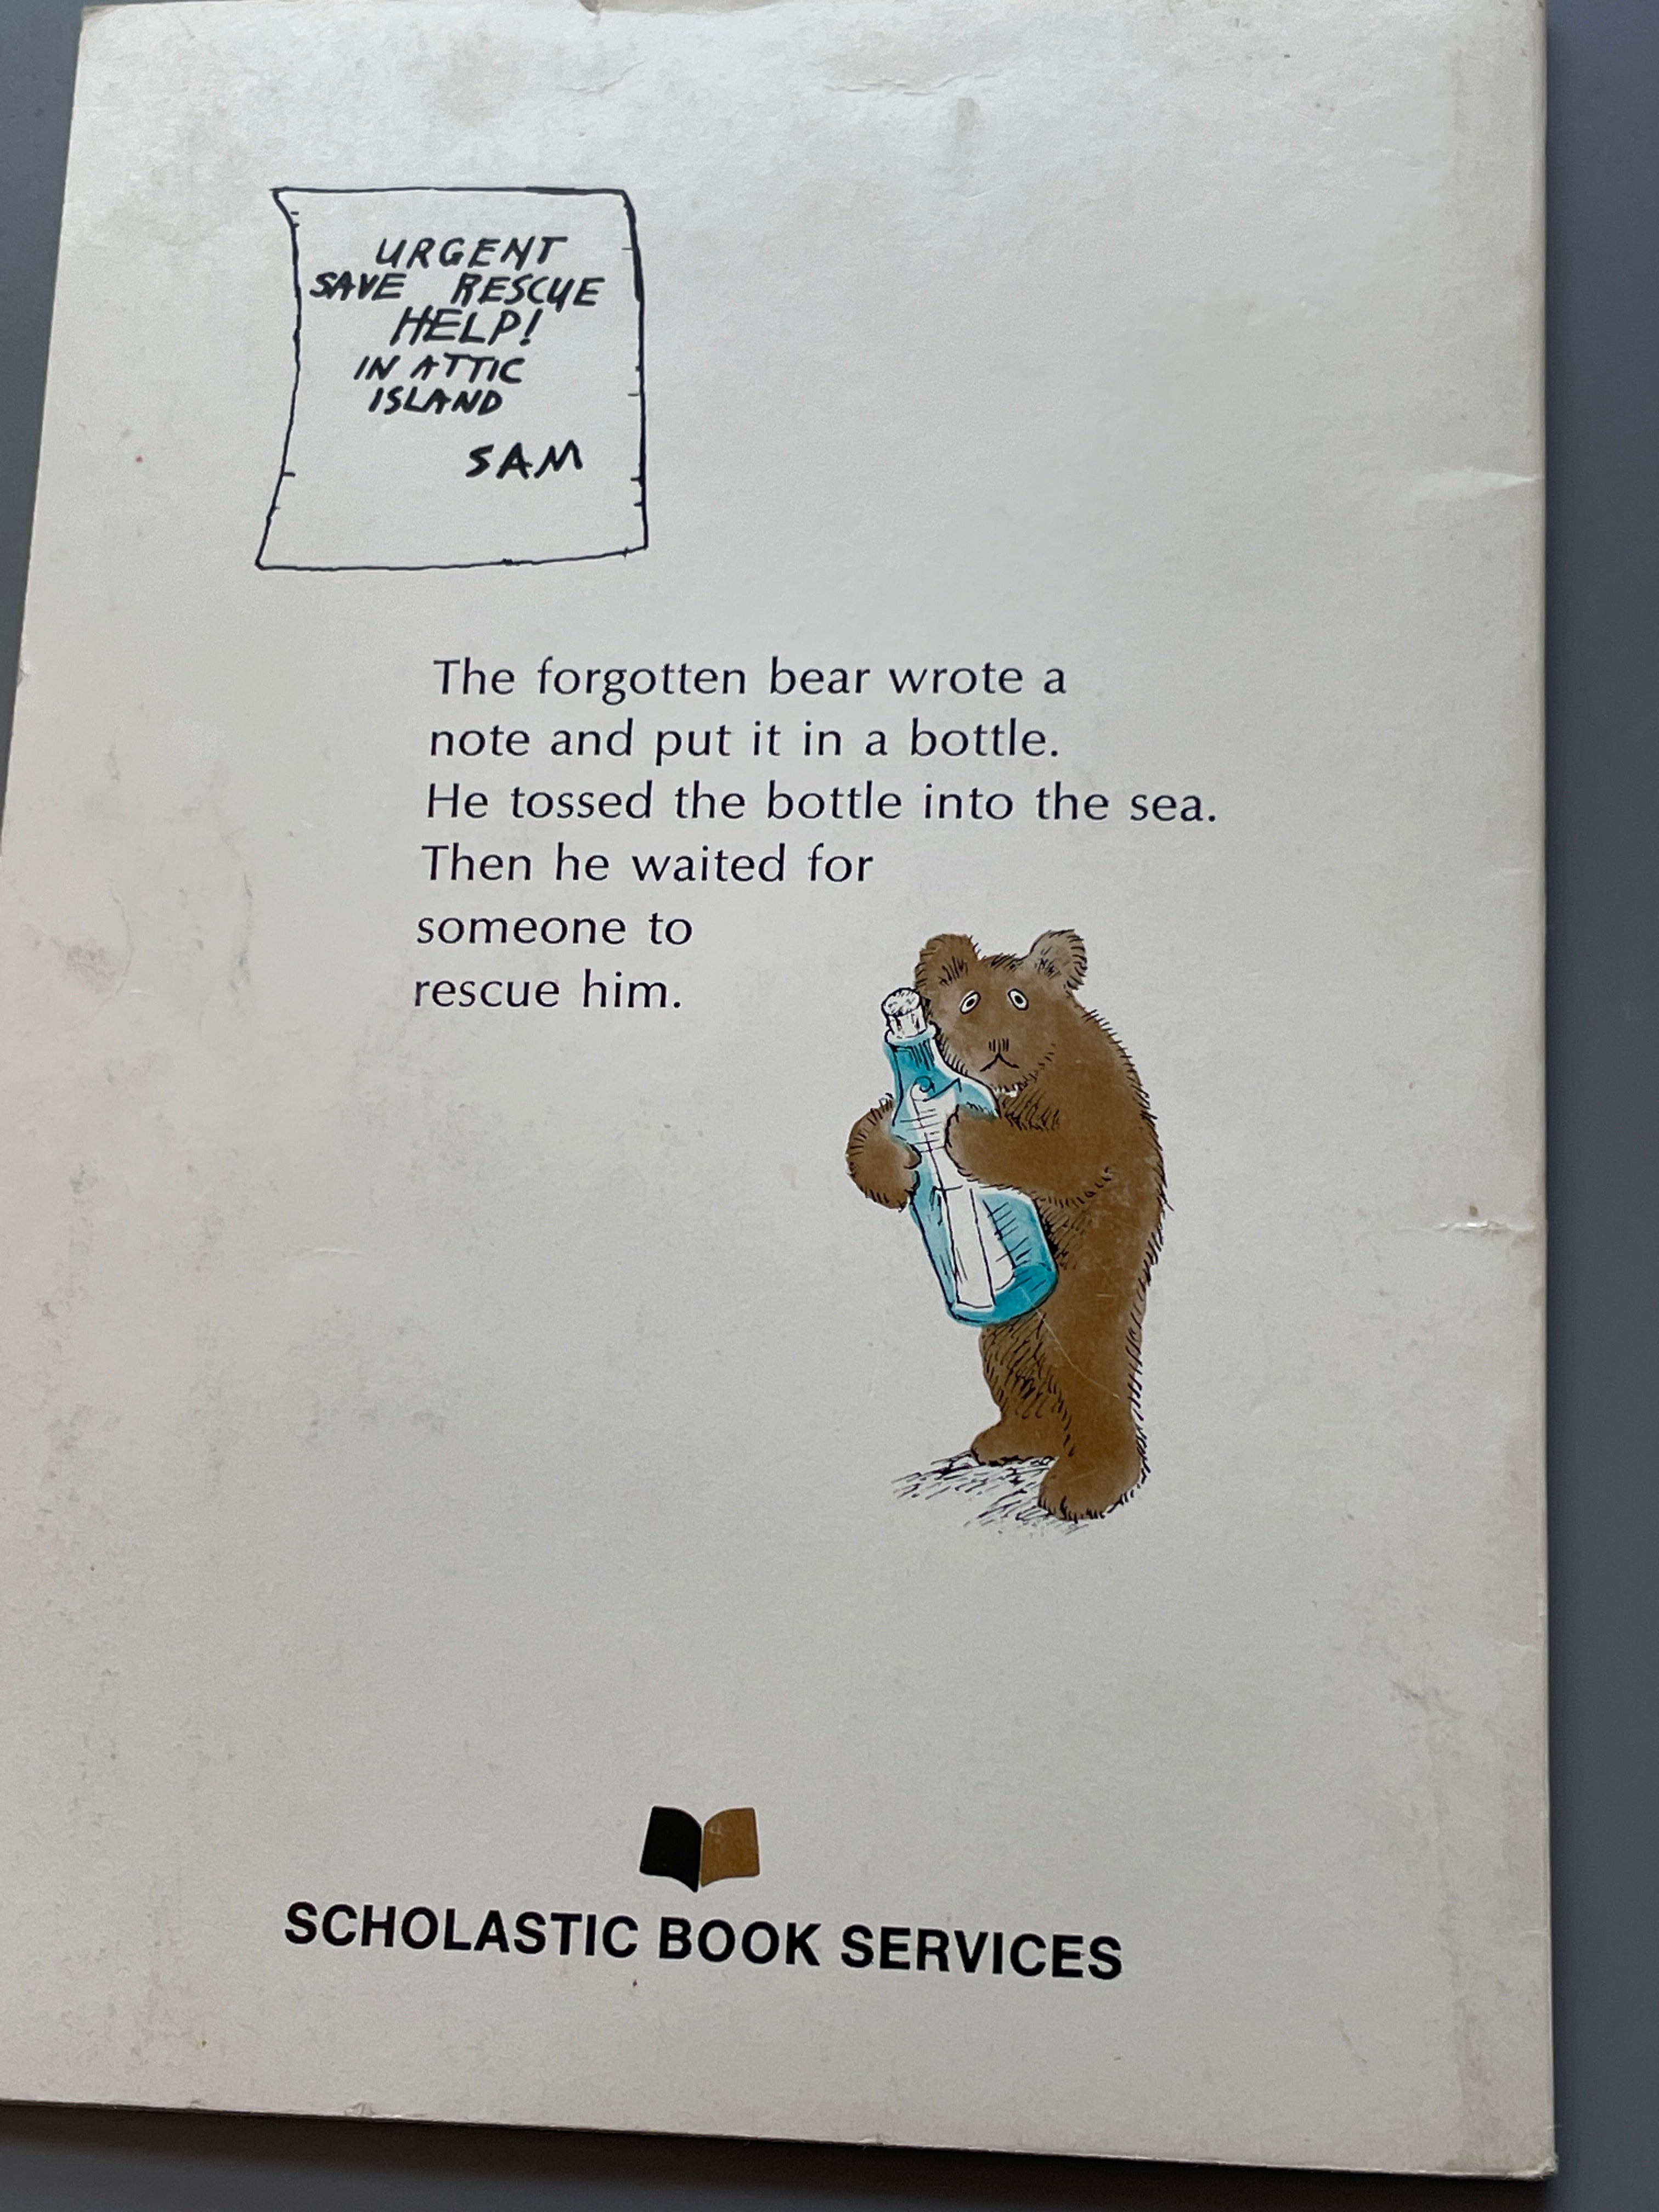 URGENT
SAVE RESCUE
HELP!
IN ATTIC
ISLAND
SAM
The forgotten bear wrote a
note and put it in a bottle.
He tossed the bottle into the sea.
Then he waited for
someone to
rescue him.
SCHOLASTIC BOOK SERVICES